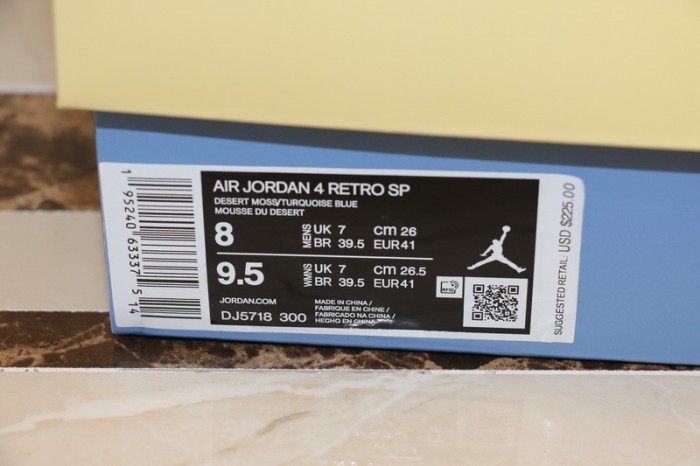 AIR JORDAN 4 RETRO SP
DESERT MOSS/TURQUOISE BLUE
MOUSSE DU DESERT
8 MENS UK 7 cm 26
BR 39.5 EUR41
9.5 WMNS UK 7 cm 26.5
BR 39.5 EUR41
JORDAN.COM
DJ5718 300
MADE IN CHINA/
FABRIQUE EN CHINE/
FABRICADO NA CHINA/
HECHO EN CHINA
1 95240 63337 5 14
SUGGESTED RETAIL: USD $225.00